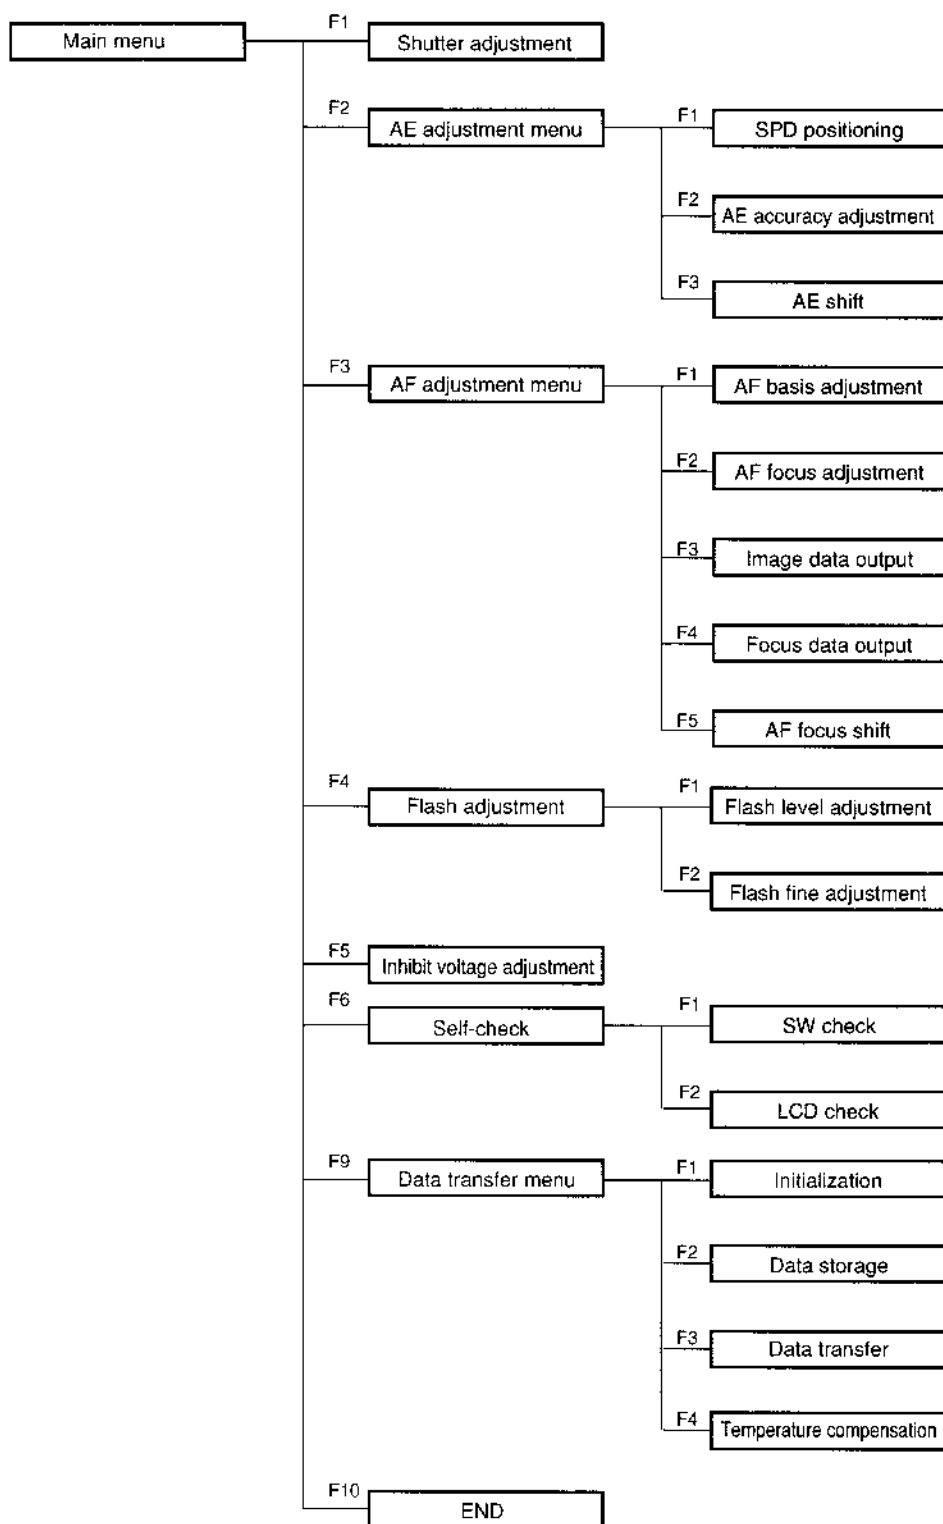 F1
Main menu
Shutter adjustment
F2
AE adjustment menu
F1
SPD positioning
F2
AE accuracy adjustment
F3
AE shift
F3
AF adjustment menu
F1
AF basis adjustment
F2
AF focus adjustment
F3
Image data output
F4
Focus data output
F5
AF focus shift
F4
Flash adjustment
F1
Flash level adjustment
F2
Flash fine adjustment
F5
Inhibit voltage adjustment
F6
Self-check
F1
SW check
F2
LCD check
F9
Data transfer menu
F1
Initialization
F2
Data storage
F3
Data transfer
F4
Temperature compensation
F10
END